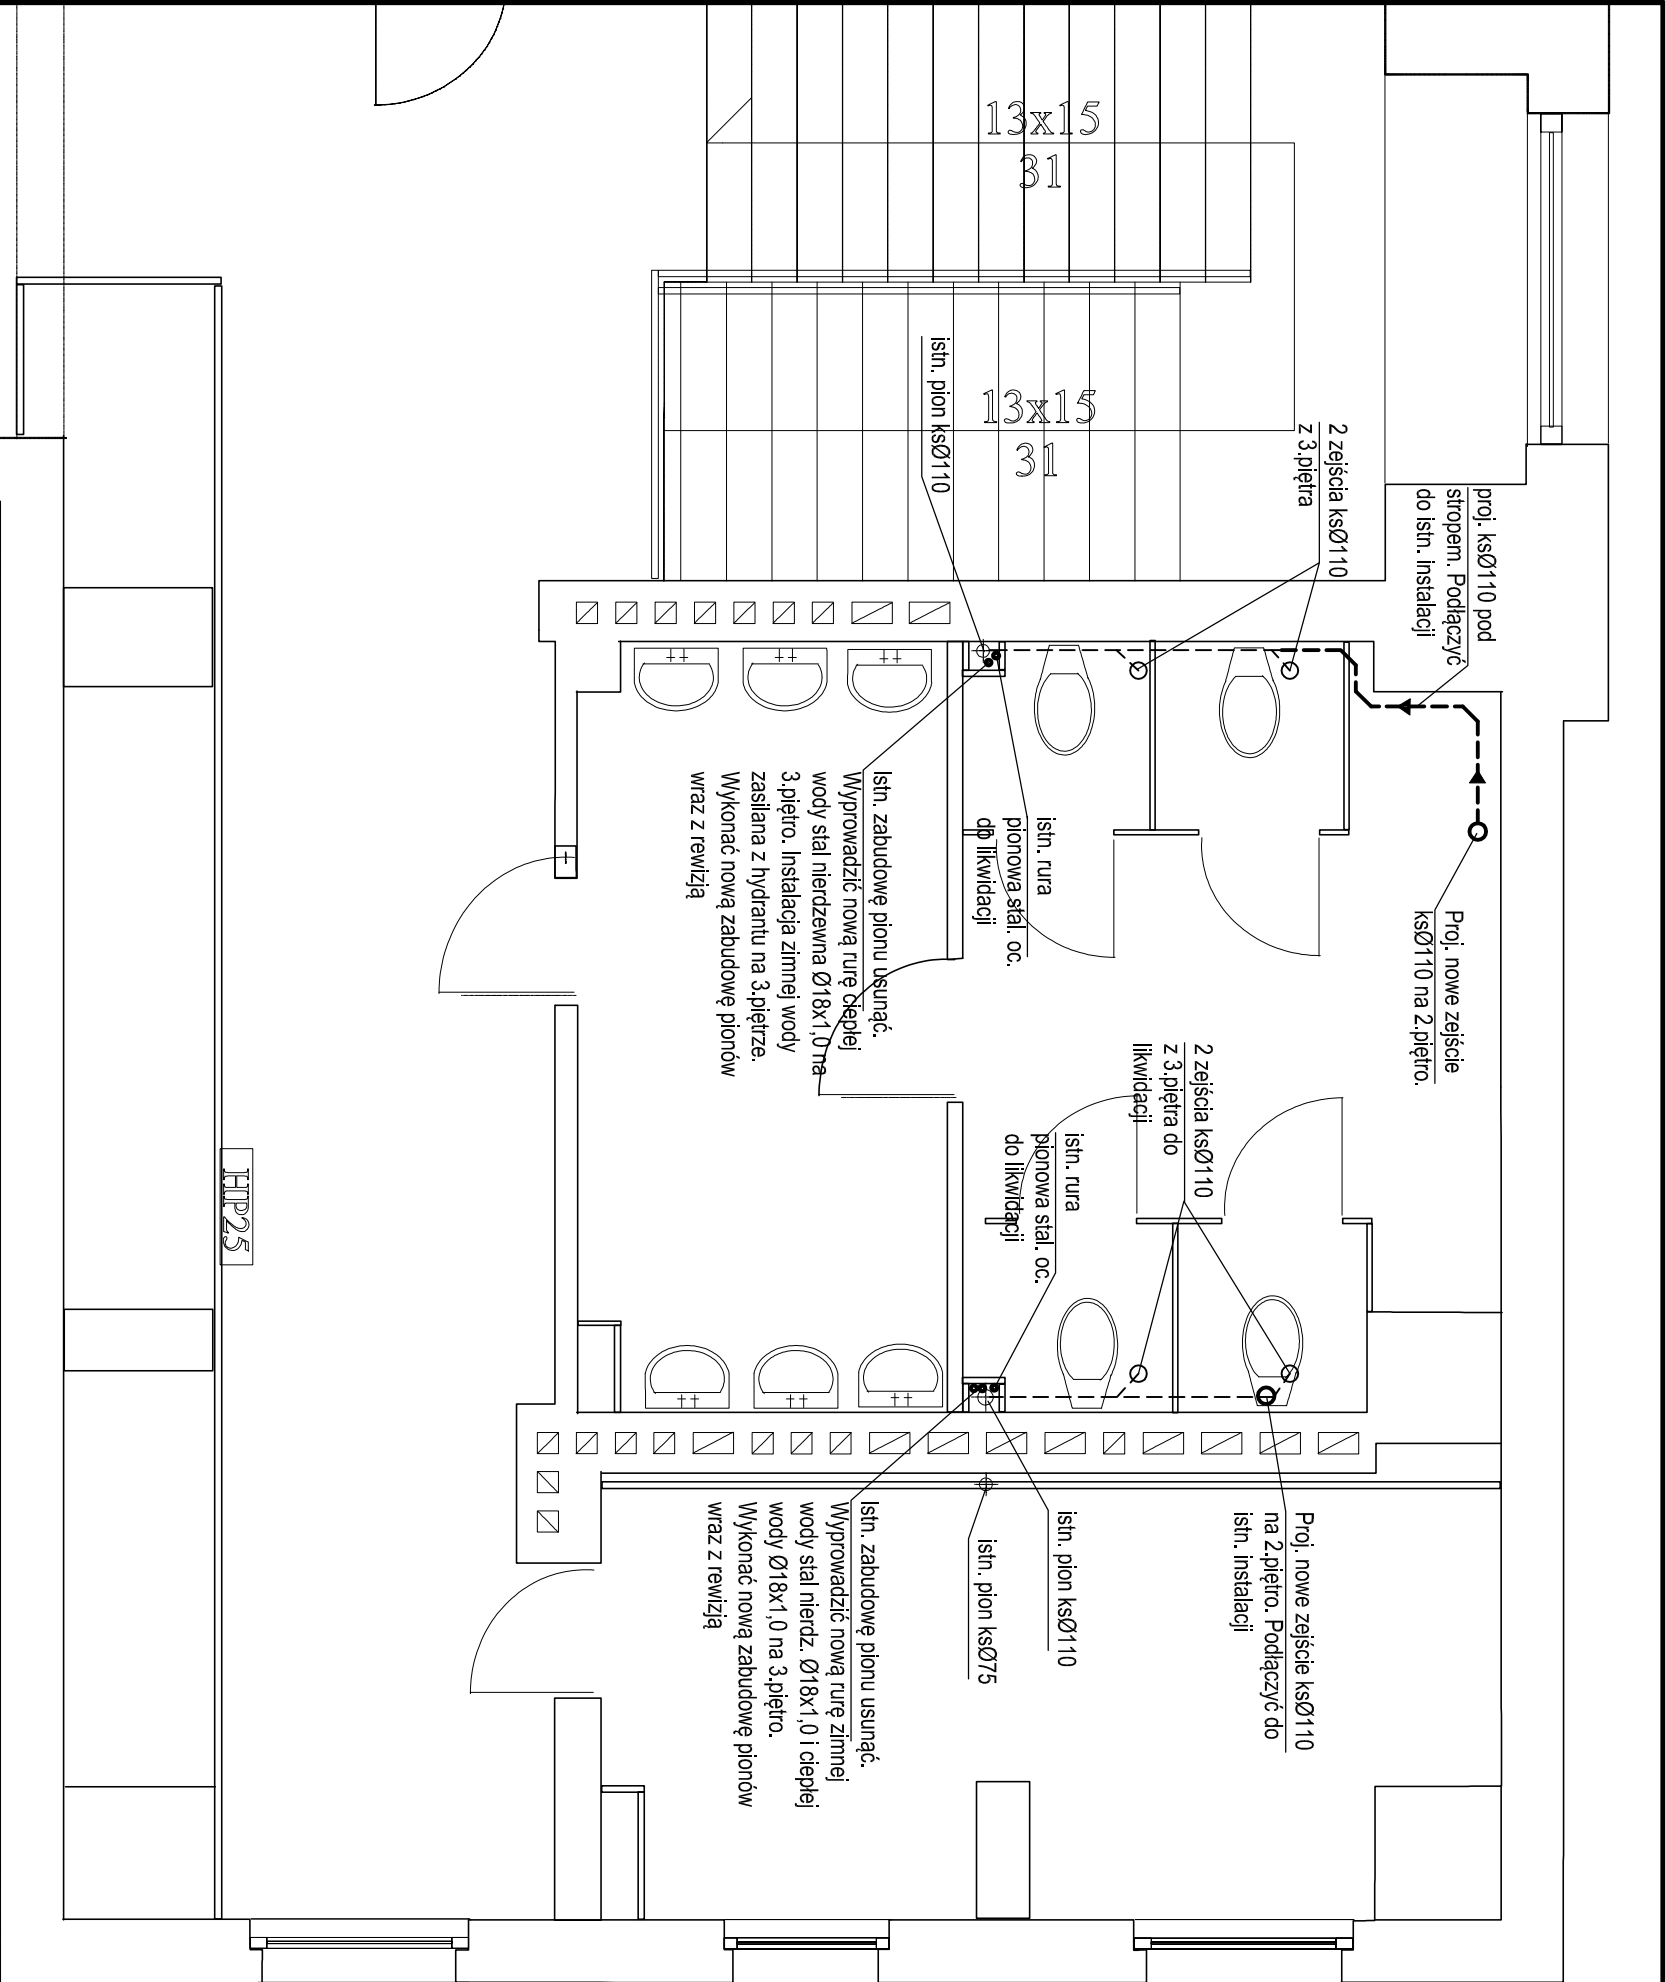 13x15
31
13x15
31
istn. pion ksØ110
2 zejścia ksØ110
z 3.piętra
proj. ksØ110 pod
stropem. Podłączyć
do istn. instalacji
Proj. nowe zejście
ksØ110 na 2.piętro.
istn. rura
pionowa stal. oc.
do likwidacji
Istn. zabudowę pionu usunąć.
Wyprowadzić nową rurę ciepłej
wody stal nierdzewna Ø18x1,0 na
3.piętro. Instalacja zimnej wody
zasilana z hydrantu na 3.piętrze.
Wykonać nową zabudowę pionów
wraz z rewizją
2 zejścia ksØ110
z 3.piętra do
likwidacji
istn. rura
pionowa stal. oc.
do likwidacji
HP25
Proj. nowe zejście ksØ110
na 2.piętro. Podłączyć do
istn. instalacji
istn. pion ksØ110
istn. pion ksØ75
Istn. zabudowę pionu usunąć.
Wyprowadzić nową rurę zimnej
wody stal nierdz. Ø18x1,0 i ciepłej
wody Ø18x1,0 na 3.piętro.
Wykonać nową zabudowę pionów
wraz z rewizją